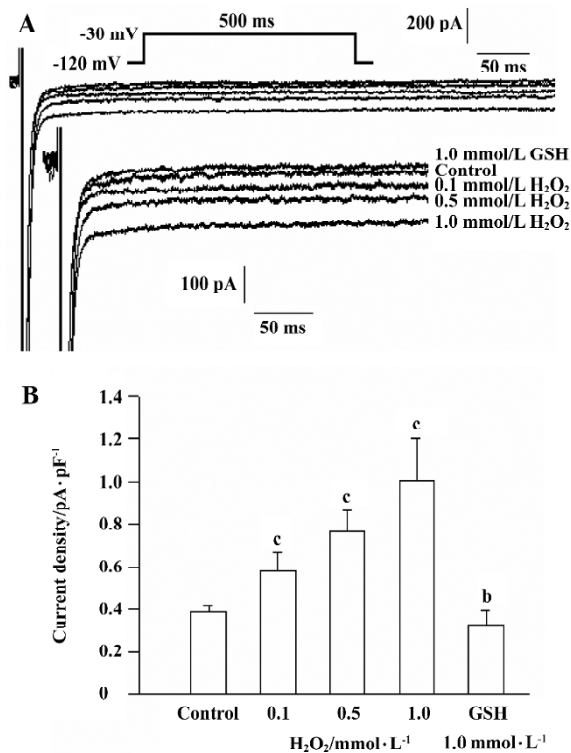 A
-30 mV
500 ms
-120 mV
200 pA
50 ms
1.0 mmol/L GSH
Control
0.1 mmol/L H₂O₂
0.5 mmol/L H₂O₂
1.0 mmol/L H₂O₂
100 pA
50 ms
B
Current density/pA·pF⁻¹
1.4
1.2
1.0
0.8
0.6
0.4
0.2
0
c
c
c
b
Control 0.1 0.5 1.0 GSH
H₂O₂/mmol·L⁻¹ 1.0 mmol·L⁻¹